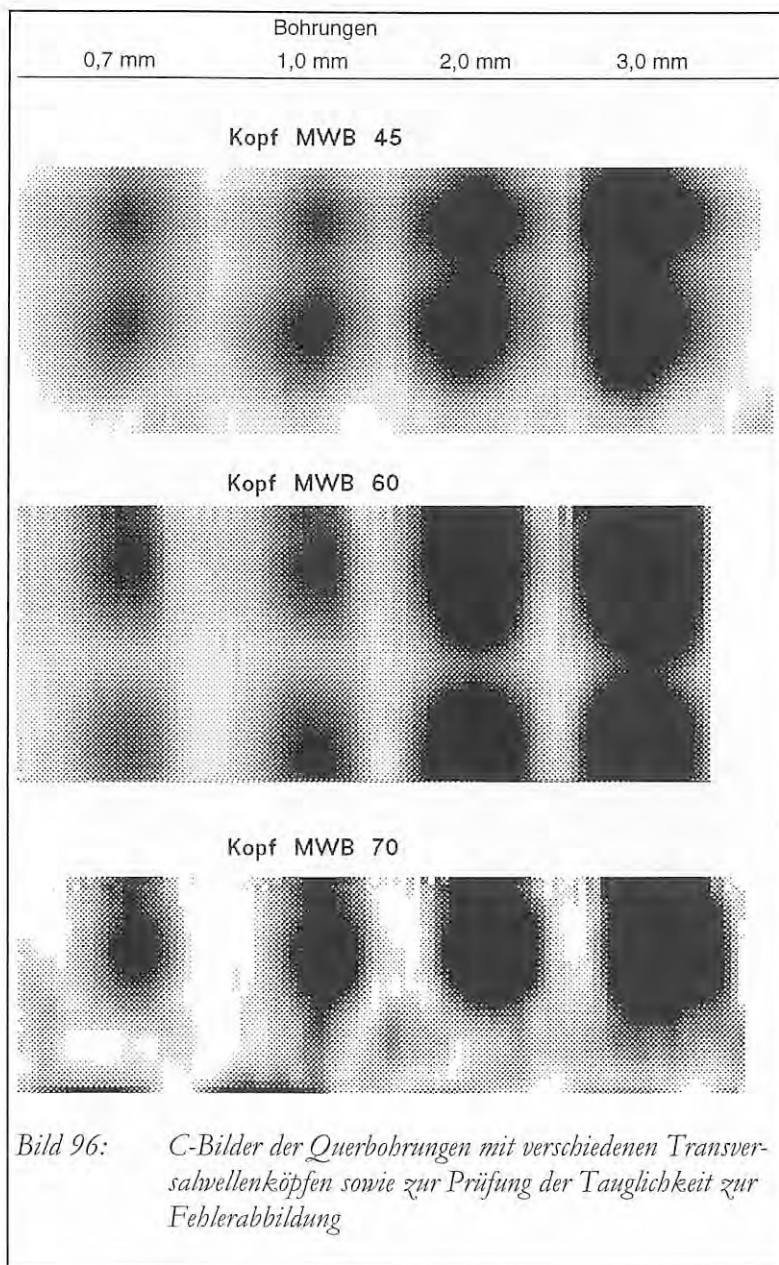 Bohrungen
0,7 mm 1,0 mm 2,0 mm 3,0 mm
Kopf MWB 45
Kopf MWB 60
Kopf MWB 70
Bild 96: C-Bilder der Querbohrungen mit verschiedenen Transver-
salwellenköpfen sowie zur Prüfung der Tauglichkeit zur
Fehlerabbildung